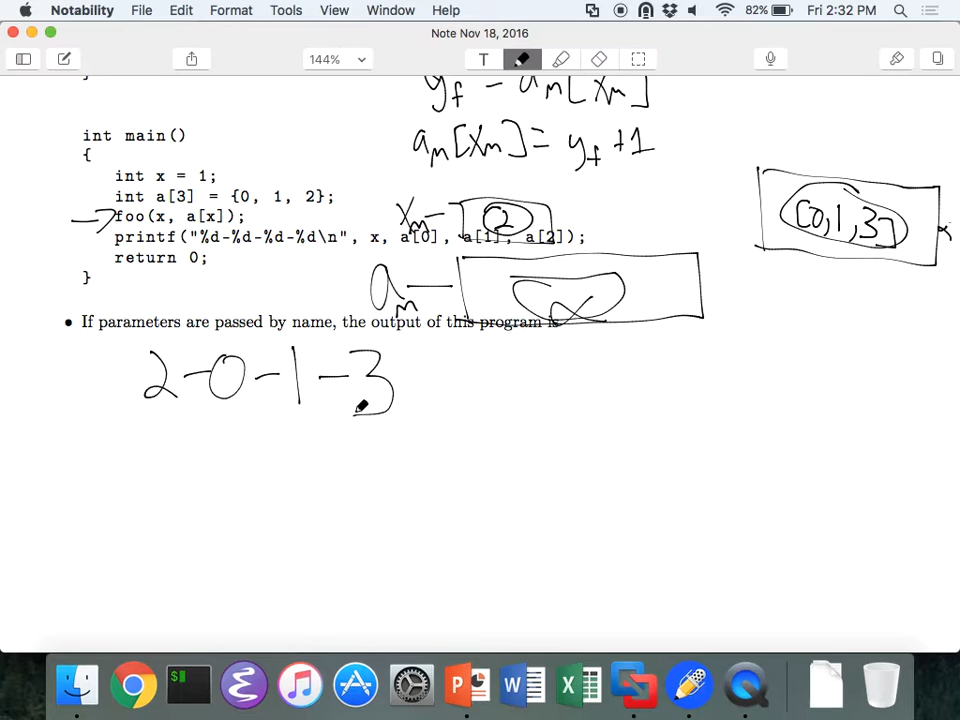 Notability File Edit Format Tools View Window Help 82% Fri 2:32 PM
Note Nov 18, 2016
144% T
}
y_f - a_m[x_m]
int main() a_m[x_m] = y_f +1
{
int x = 1;
int a[3] = {0, 1, 2};
foo(x, a[x]); x_m 2 [0,1,3] α
printf("%d-%d-%d-%d\n", x, a[0], a[1], a[2]);
return 0;
} a_m α
• If parameters are passed by name, the output of this program is
2-0-1-3
$ P W X